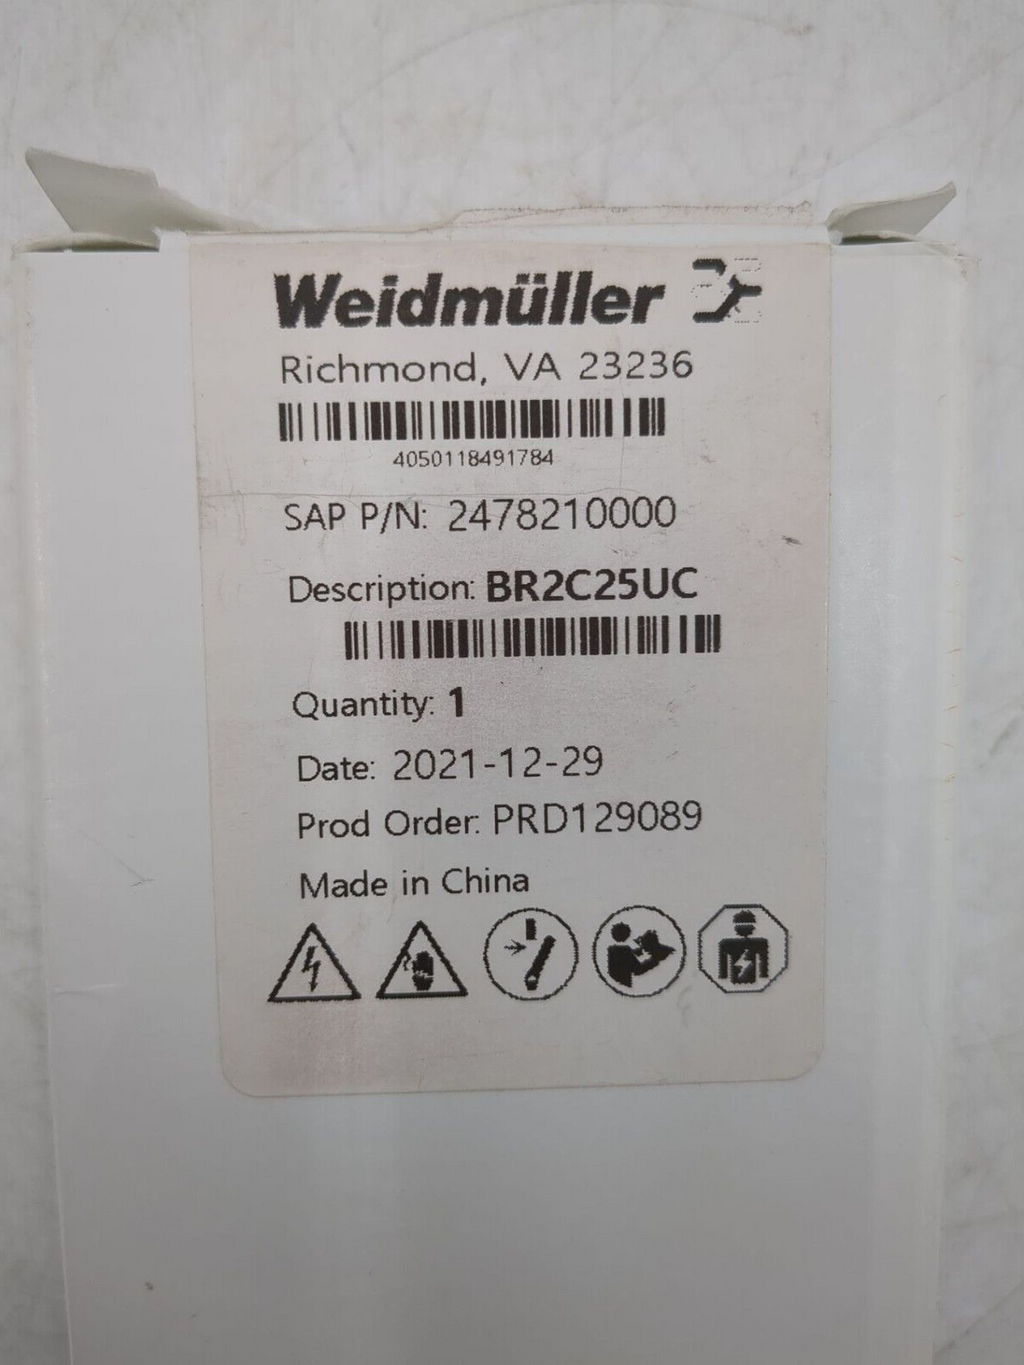 Weidmüller
Richmond, VA 23236
4050118491784
SAP P/N: 2478210000
Description: BR2C25UC
Quantity: 1
Date: 2021-12-29
Prod Order: PRD129089
Made in China